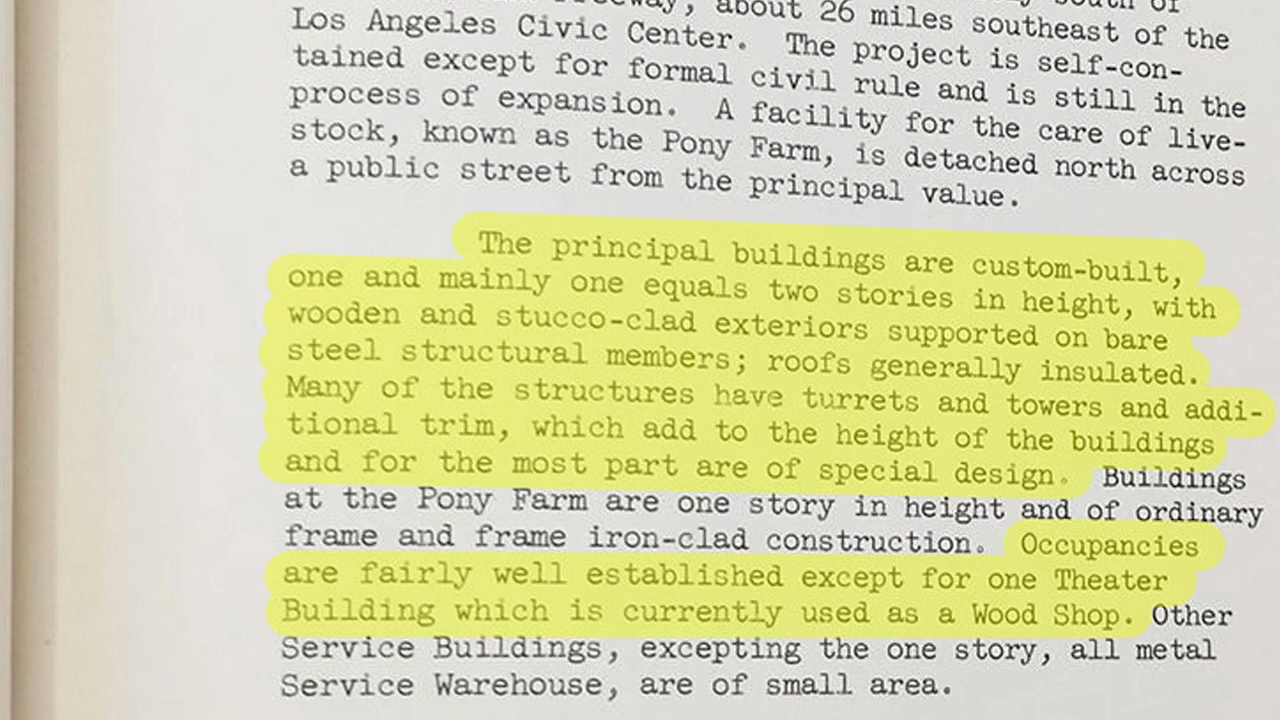 Freeway, about 26 miles southeast of the
Los Angeles Civic Center. The project is self-con-
tained except for formal civil rule and is still in the
process of expansion. A facility for the care of live-
stock, known as the Pony Farm, is detached north across
a public street from the principal value.
The principal buildings are custom-built,
one and mainly one equals two stories in height, with
wooden and stucco-clad exteriors supported on bare
steel structural members; roofs generally insulated.
Many of the structures have turrets and towers and addi-
tional trim, which add to the height of the buildings
and for the most part are of special design. Buildings
at the Pony Farm are one story in height and of ordinary
frame and frame iron-clad construction. Occupancies
are fairly well established except for one Theater
Building which is currently used as a Wood Shop. Other
Service Buildings, excepting the one story, all metal
Service Warehouse, are of small area.